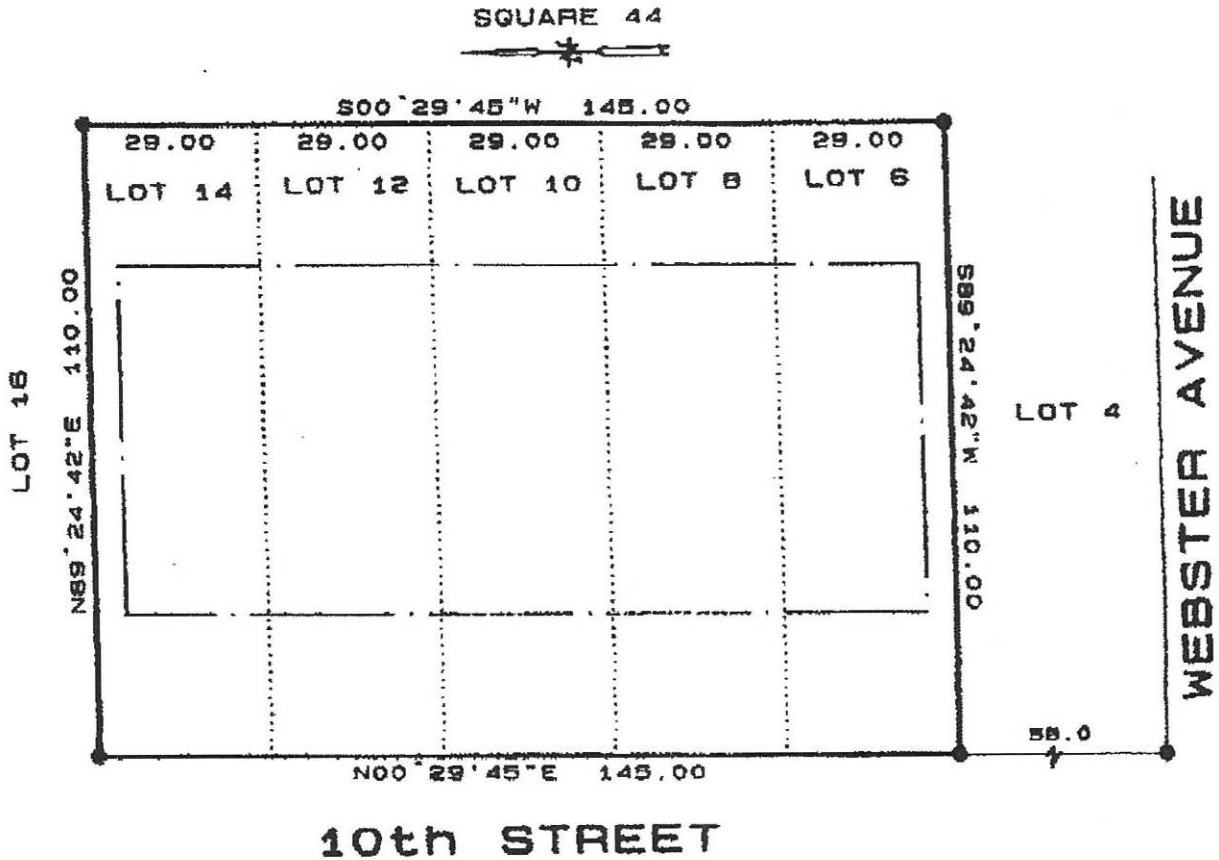 SQUARE 44
S00°29'45"W 145.00
29.00 29.00 29.00 29.00 29.00
LOT 14 LOT 12 LOT 10 LOT 8 LOT 6
LOT 16
N89°24'42"E 110.00
S89°24'42"W 110.00
LOT 4
WEBSTER AVENUE
58.0
N00°29'45"E 145.00
10th STREET